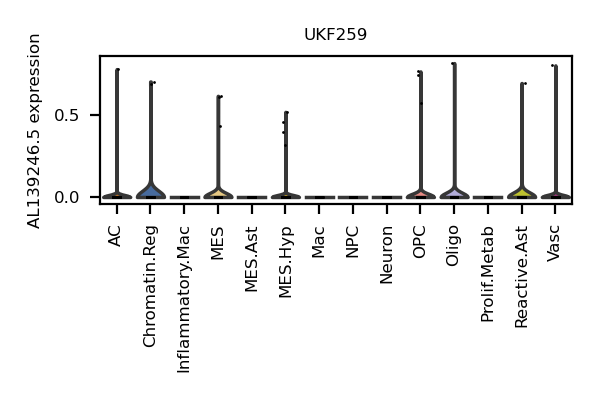 UKF259
AL139246.5 expression
0.5
0.0
AC
Chromatin.Reg
Inflammatory.Mac
MES
MES.Ast
MES.Hyp
Mac
NPC
Neuron
OPC
Oligo
Prolif.Metab
Reactive.Ast
Vasc